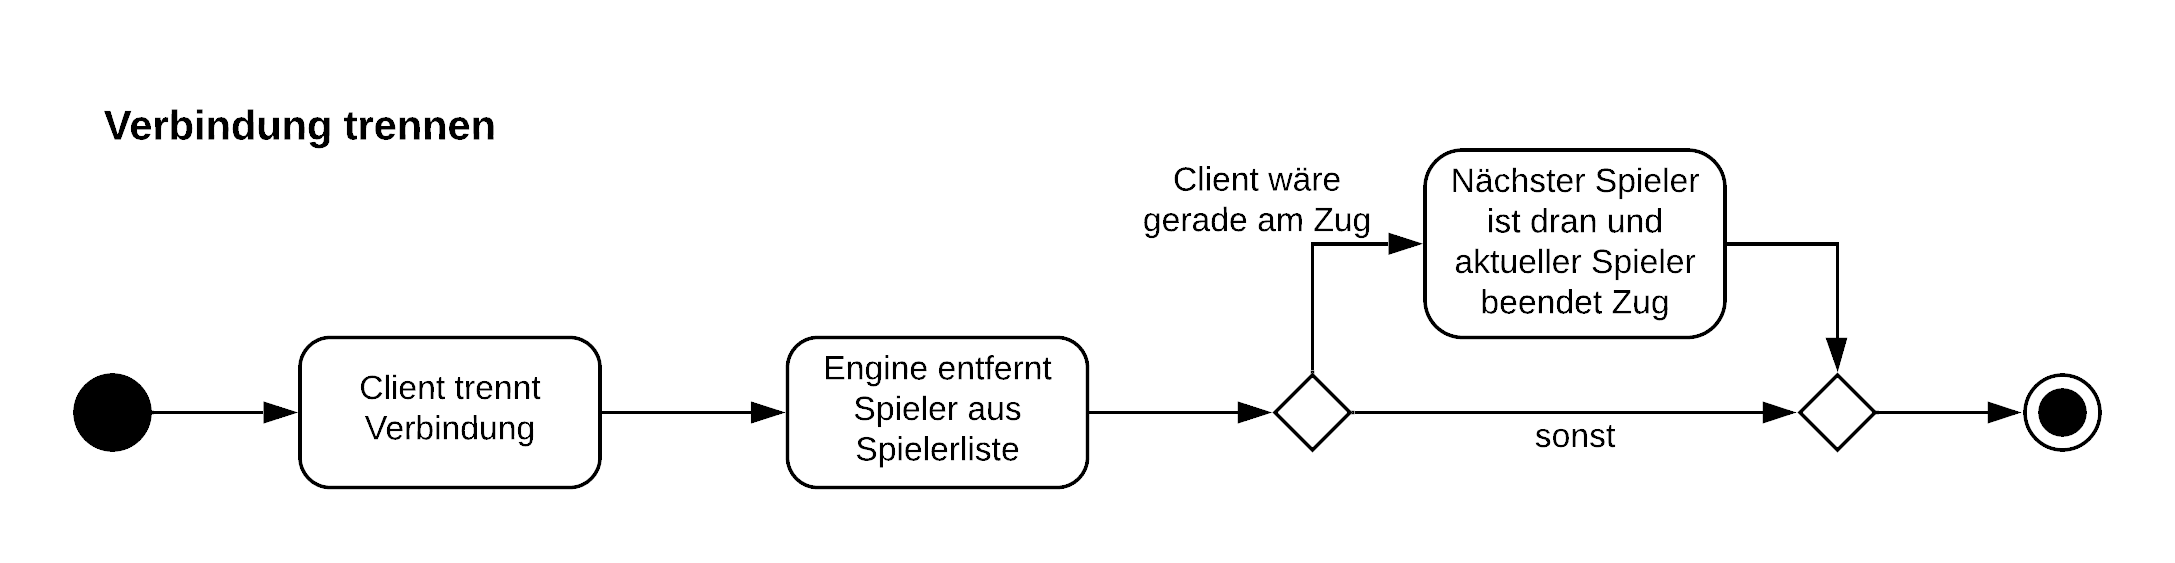 Verbindung trennen
Client trennt
Verbindung
Engine entfernt
Spieler aus
Spielerliste
Client wäre
gerade am Zug
Nächster Spieler
ist dran und
aktueller Spieler
beendet Zug
sonst